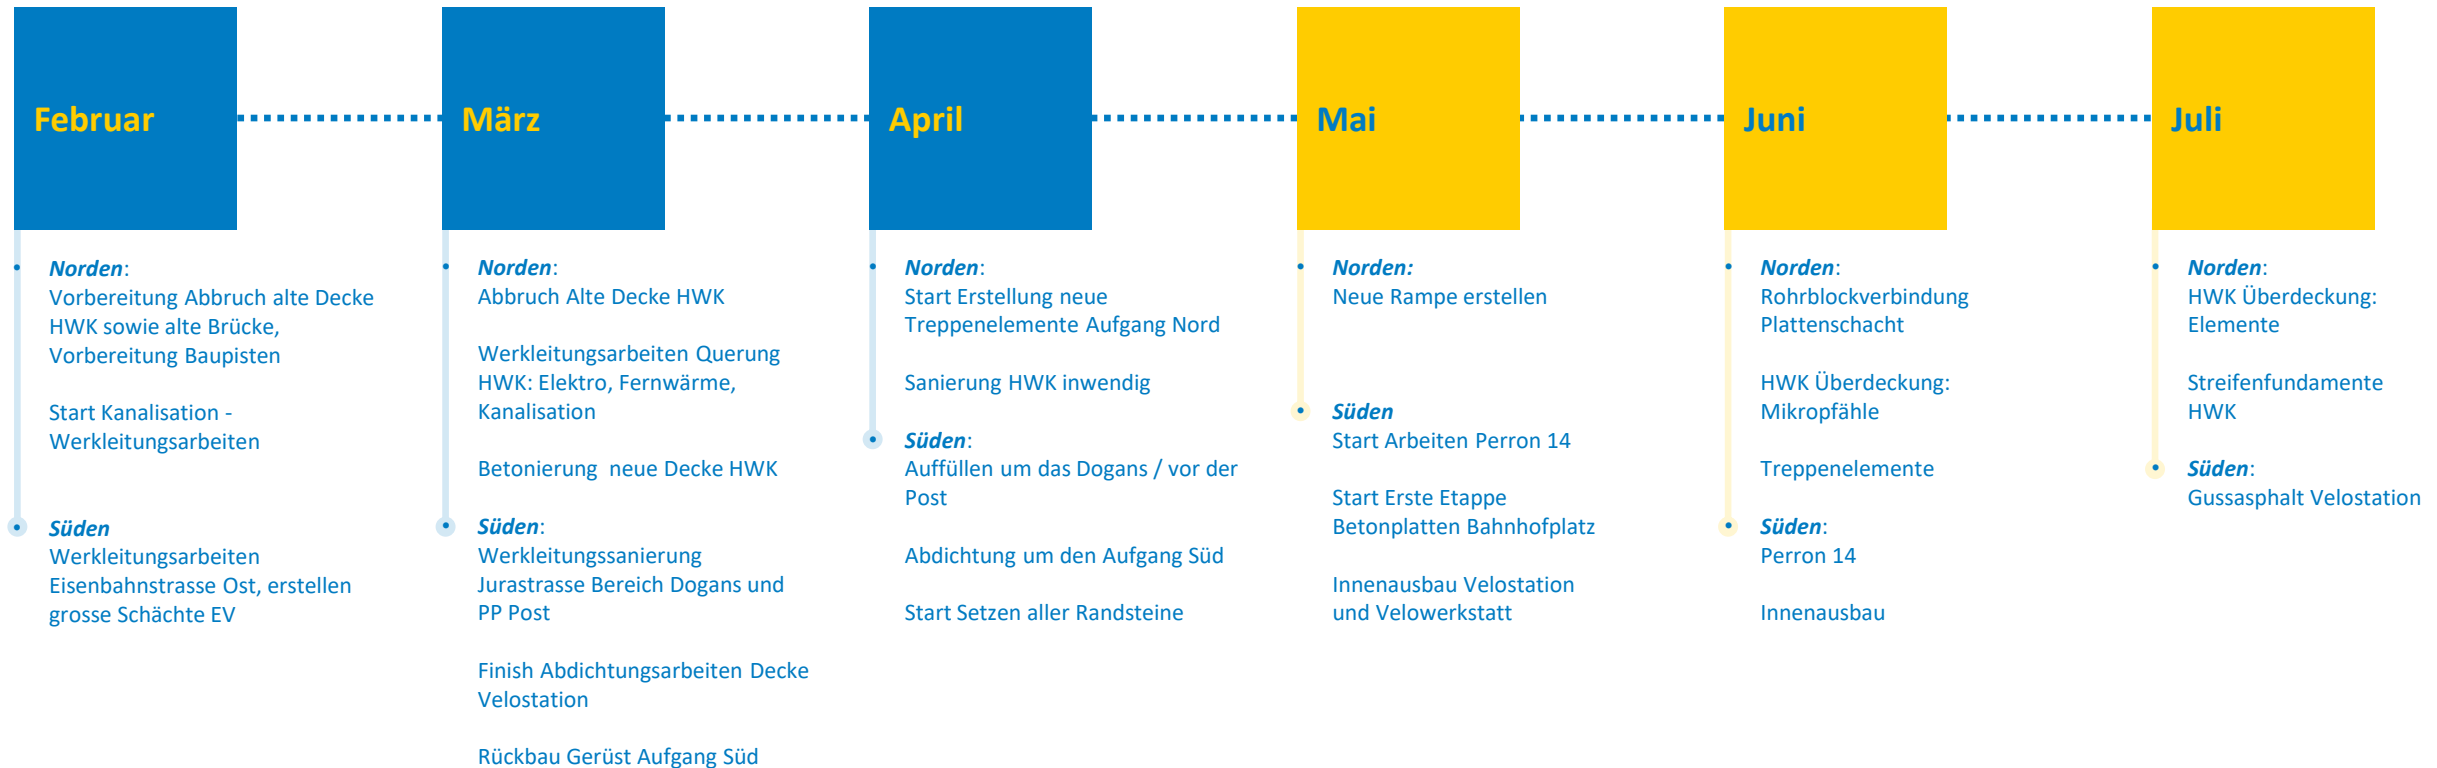 Februar
Norden:
Vorbereitung Abbruch alte Decke
HWK sowie alte Brücke,
Vorbereitung Baupisten
Start Kanalisation -
Werkleitungsarbeiten
Süden
Werkleitungsarbeiten
Eisenbahnstrasse Ost, erstellen
grosse Schächte EV
März
Norden:
Abbruch Alte Decke HWK
Werkleitungsarbeiten Querung
HWK: Elektro, Fernwärme,
Kanalisation
Betonierung neue Decke HWK
Süden:
Werkleitungssanierung
Jurastrasse Bereich Dogans und
PP Post
Finish Abdichtungsarbeiten Decke
Velostation
Rückbau Gerüst Aufgang Süd
April
Norden:
Start Erstellung neue
Treppenelemente Aufgang Nord
Sanierung HWK inwendig
Süden:
Auffüllen um das Dogans / vor der
Post
Abdichtung um den Aufgang Süd
Start Setzen aller Randsteine
Mai
Norden:
Neue Rampe erstellen
Süden
Start Arbeiten Perron 14
Start Erste Etappe
Betonplatten Bahnhofplatz
Innenausbau Velostation
und Velowerkstatt
Juni
Norden:
Rohrblockverbindung
Plattenschacht
HWK Überdeckung:
Mikropfähle
Treppenelemente
Süden:
Perron 14
Innenausbau
Juli
Norden:
HWK Überdeckung:
Elemente
Streifenfundamente
HWK
Süden:
Gussasphalt Velostation